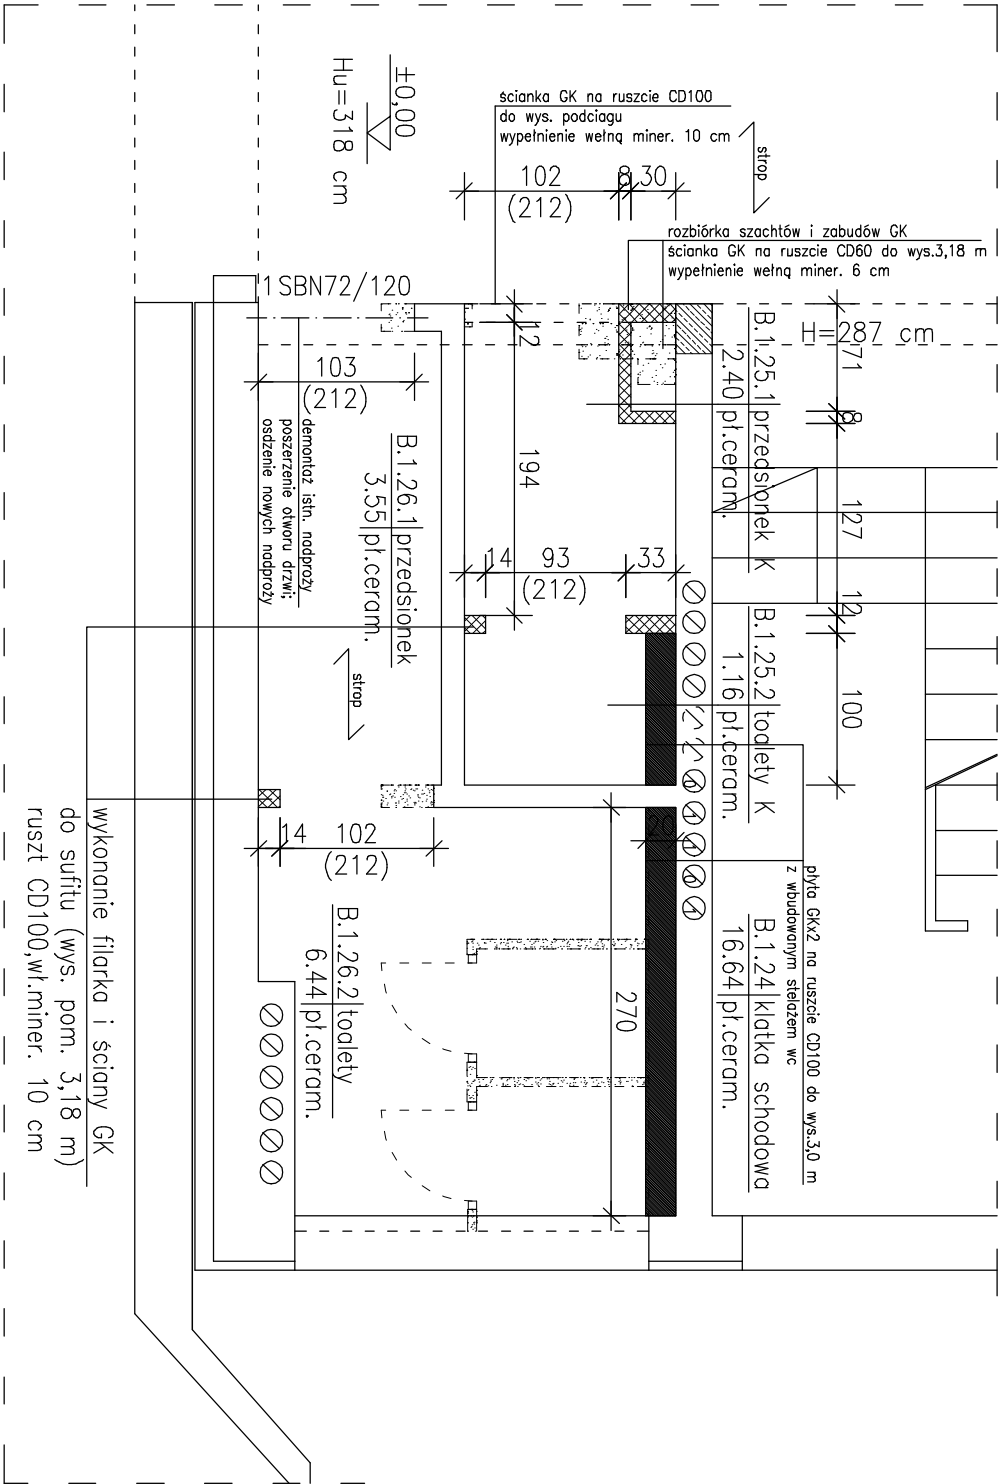 ±0,00
Hu=318 cm
ścianka GK na ruszcie CD100
do wys. podciagu
wypełnienie wełną miner. 10 cm
strop
102
(212)
8
30
rozbiórka szachtów i zabudów GK
ścianka GK na ruszcie CD60 do wys.3,18 m
wypełnienie wełną miner. 6 cm
1SBN72/120
H=287 cm
12
71
8
103
(212)
demontaż istn. nadproży
poszerzenie otworu drzwi;
osdzenie nowych nadproży
B.1.26.1 przedsionek
3.55 pł.ceram.
194
B.1.25.1 przedsionek K
2.40 pł.ceram.
127
14
93
(212)
33
12
B.1.25.2 toalety K
1.16 pł.ceram.
100
strop
20
14
102
(212)
płyta GKx2 na ruszcie CD100 do wys.3,0 m
z wbudowanym stelażem wc
B.1.24 klatka schodowa
16.64 pł.ceram.
B.1.26.2 toalety
6.44 pł.ceram.
270
wykonanie filarka i ściany GK
do sufitu (wys. pom. 3,18 m)
ruszt CD100,wł.miner. 10 cm